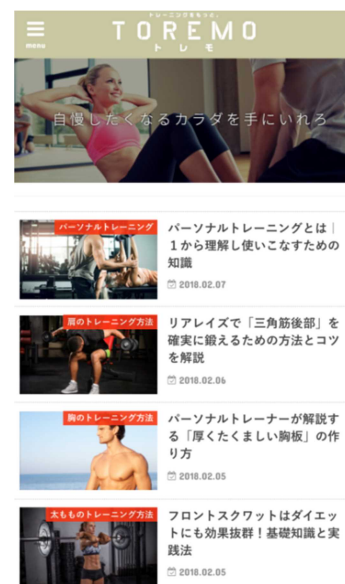 トレーニングをもっと。
menu
TOREMO
トレモ
自慢したくなるカラダを手にいれろ
パーソナルトレーニング
パーソナルトレーニングとは｜
１から理解し使いこなすための
知識
2018.02.07
肩のトレーニング方法
リアレイズで「三角筋後部」を
確実に鍛えるための方法とコツ
を解説
2018.02.06
胸のトレーニング方法
パーソナルトレーナーが解説す
る「厚くたくましい胸板」の作
り方
2018.02.05
太もものトレーニング方法
フロントスクワットはダイエッ
トにも効果抜群！基礎知識と実
践法
2018.02.05